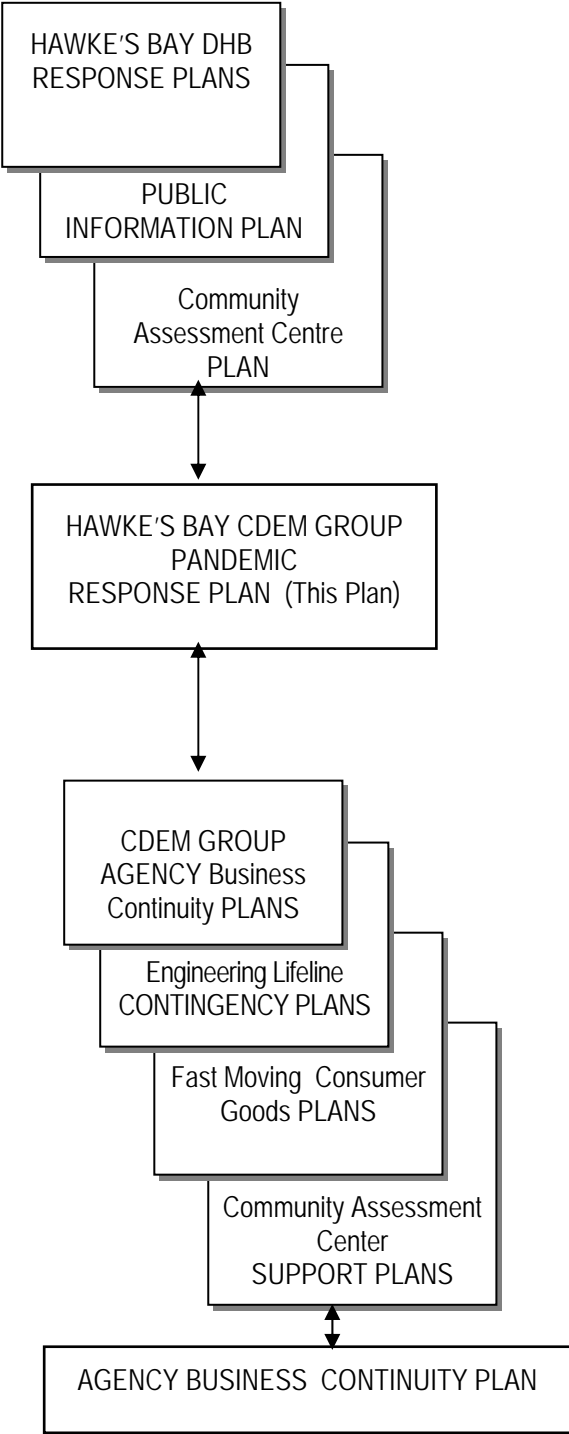 HAWKE'S BAY DHB
RESPONSE PLANS
PUBLIC
INFORMATION PLAN
Community
Assessment Centre
PLAN
HAWKE'S BAY CDEM GROUP
PANDEMIC
RESPONSE PLAN (This Plan)
CDEM GROUP
AGENCY Business
Continuity PLANS
Engineering Lifeline
CONTINGENCY PLANS
Fast Moving Consumer
Goods PLANS
Community Assessment
Center
SUPPORT PLANS
AGENCY BUSINESS CONTINUITY PLAN